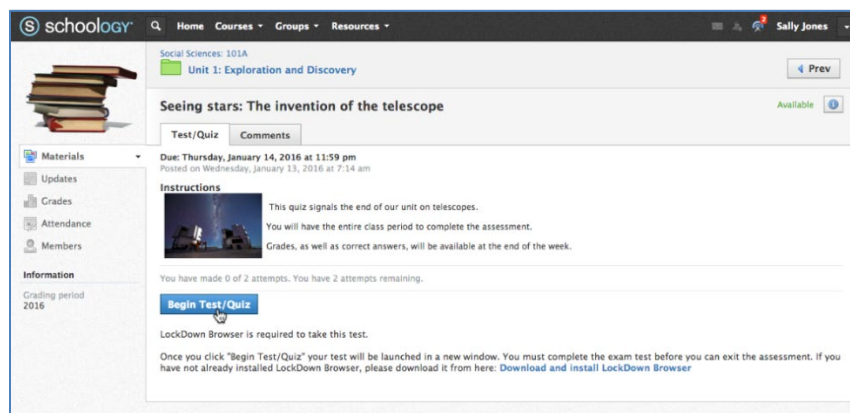 S schoology®
Home Courses Groups Resources
2
Sally Jones
Social Sciences: 101A
Unit 1: Exploration and Discovery
Prev
Seeing stars: The invention of the telescope
Available
Test/Quiz Comments
Materials
Updates
Grades
Attendance
Members
Information
Grading period
2016
Due: Thursday, January 14, 2016 at 11:59 pm
Posted on Wednesday, January 13, 2016 at 7:14 am
Instructions
This quiz signals the end of our unit on telescopes.
You will have the entire class period to complete the assessment.
Grades, as well as correct answers, will be available at the end of the week.
You have made 0 of 2 attempts. You have 2 attempts remaining.
Begin Test/Quiz
LockDown Browser is required to take this test.
Once you click "Begin Test/Quiz" your test will be launched in a new window. You must complete the exam test before you can exit the assessment. If you
have not already installed LockDown Browser, please download it from here: Download and install LockDown Browser